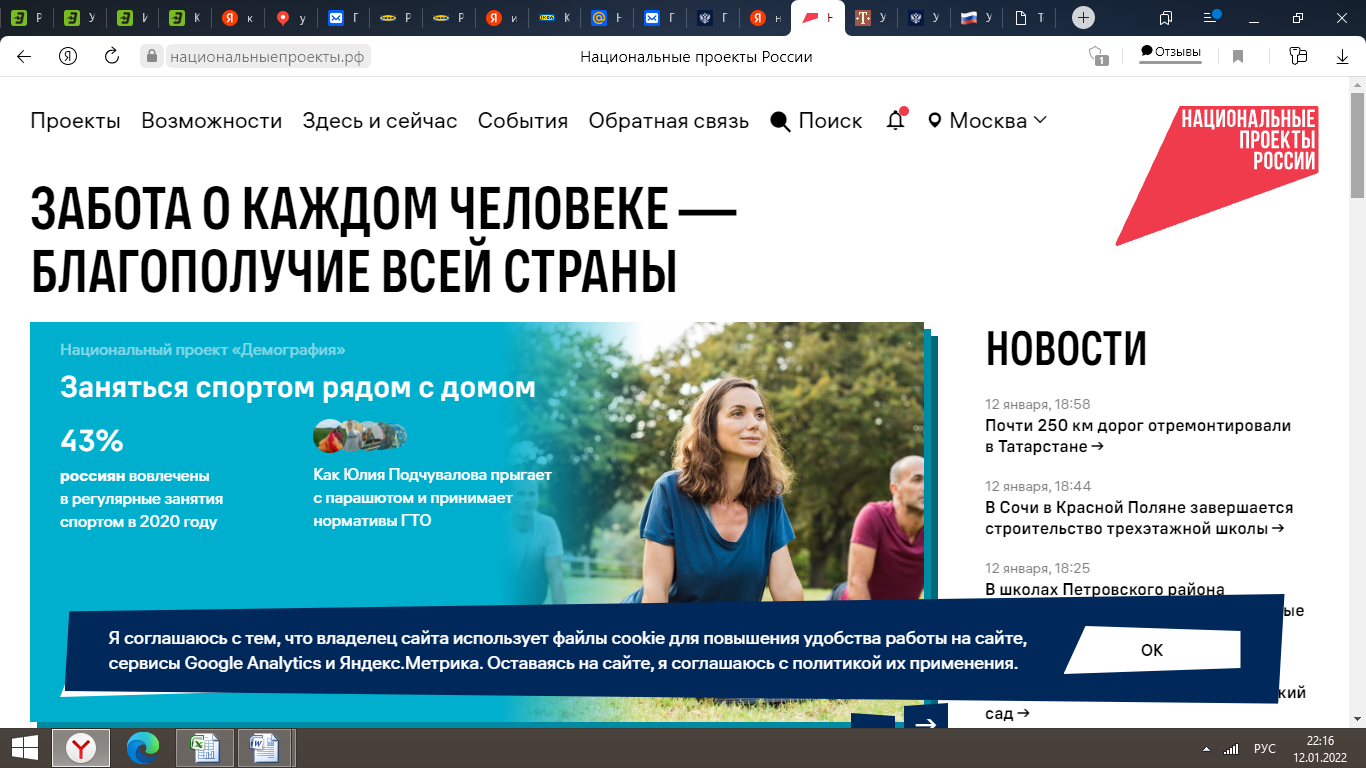 национальныепроекты.рф
Национальные проекты России
1
Отзывы
Проекты
Возможности
Здесь и сейчас
События
Обратная связь
Поиск
Москва
НАЦИОНАЛЬНЫЕ
ПРОЕКТЫ
РОССИИ
ЗАБОТА О КАЖДОМ ЧЕЛОВЕКЕ —
БЛАГОПОЛУЧИЕ ВСЕЙ СТРАНЫ
Национальный проект «Демография»
Заняться спортом рядом с домом
43%
россиян вовлечены
в регулярные занятия
спортом в 2020 году
Как Юлия Подчувалова прыгает
с парашютом и принимает
нормативы ГТО
НОВОСТИ
12 января, 18:58
Почти 250 км дорог отремонтировали
в Татарстане →
12 января, 18:44
В Сочи в Красной Поляне завершается
строительство трехэтажной школы →
12 января, 18:25
В школах Петровского района
ые
кий
сад →
Я соглашаюсь с тем, что владелец сайта использует файлы cookie для повышения удобства работы на сайте,
сервисы Google Analytics и Яндекс.Метрика. Оставаясь на сайте, я соглашаюсь с политикой их применения.
ОК
РУС
22:16
12.01.2022